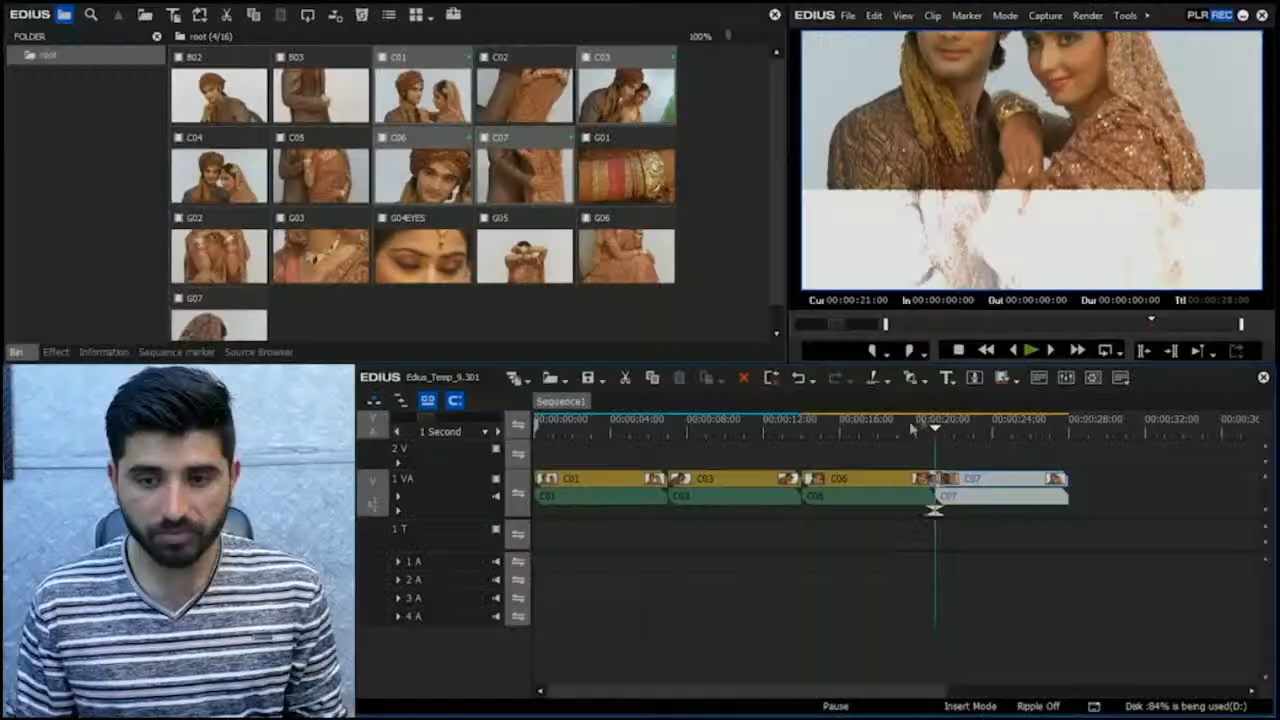 EDIUS
EDIUS File Edit View Clip Marker Mode Capture Render Tools PLR REC
FOLDER
root (4/16)
100%
root
B02 B03 C01 C02 C03
C04 C05 C06 C07 G01
G02 G03 G04EYES G05 G06
G07
Cur 00:00:21:00 In 00:00:00:00 Out 00:00:00:00 Dur 00:00:00:00 Ttl 00:00:28:00
Bin Effect Information Sequence marker Source Browser
EDIUS Edius_Temp_9.301
Sequence1
V
A
1 Second
00:00:00:00 00:00:04:00 00:00:08:00 00:00:12:00 00:00:16:00 00:00:20:00 00:00:24:00 00:00:28:00 00:00:32:00
2 V
V 1 VA C01 C03 C06 C07
C01 C03 C06 C07
1 T
1 A
2 A
3 A
4 A
Pause Insert Mode Ripple Off Disk :84% is being used(D:)